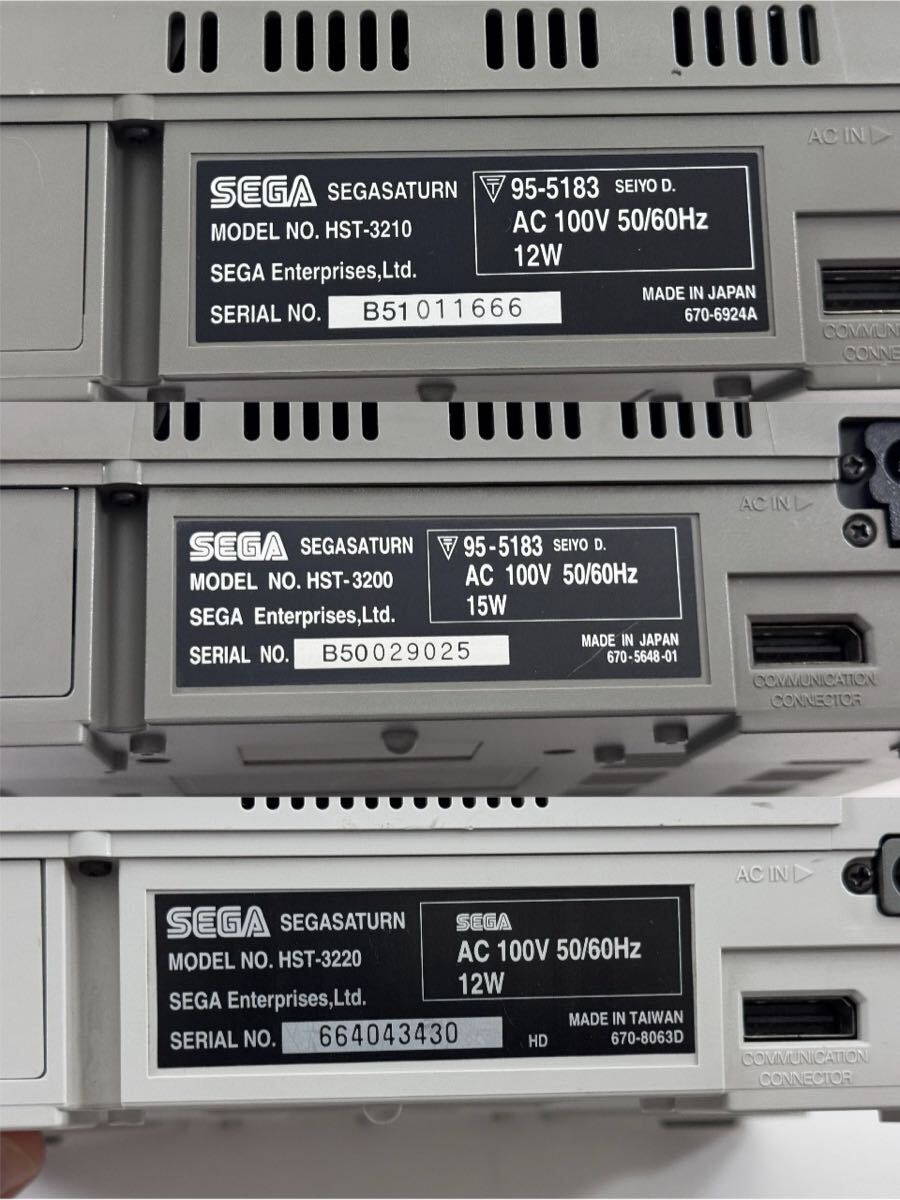 AC IN
SEGA SEGASATURN
MODEL NO. HST-3210
SEGA Enterprises,Ltd.
SERIAL NO. B51011666
T 95-5183 SEIYO D.
AC 100V 50/60Hz
12W
MADE IN JAPAN
670-6924A
AC IN
SEGA SEGASATURN
MODEL NO. HST-3200
SEGA Enterprises,Ltd.
SERIAL NO. B50029025
T 95-5183 SEIYO D.
AC 100V 50/60Hz
15W
MADE IN JAPAN
670-5648-01
COMMUNICATION
CONNECTOR
AC IN
SEGA SEGASATURN
MODEL NO. HST-3220
SEGA Enterprises,Ltd.
SERIAL NO. 664043430
HD
SEGA
AC 100V 50/60Hz
12W
MADE IN TAIWAN
670-8063D
COMMUNICATION
CONNECTOR